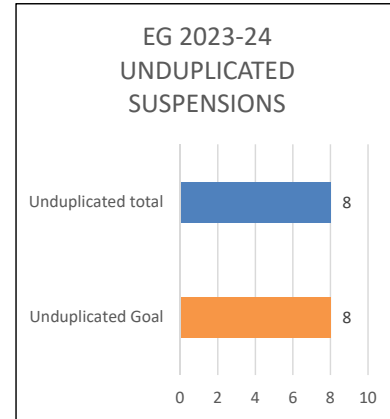 EG 2023-24
UNDUPLICATED
SUSPENSIONS
Unduplicated total
8
Unduplicated Goal
8
0 2 4 6 8 10